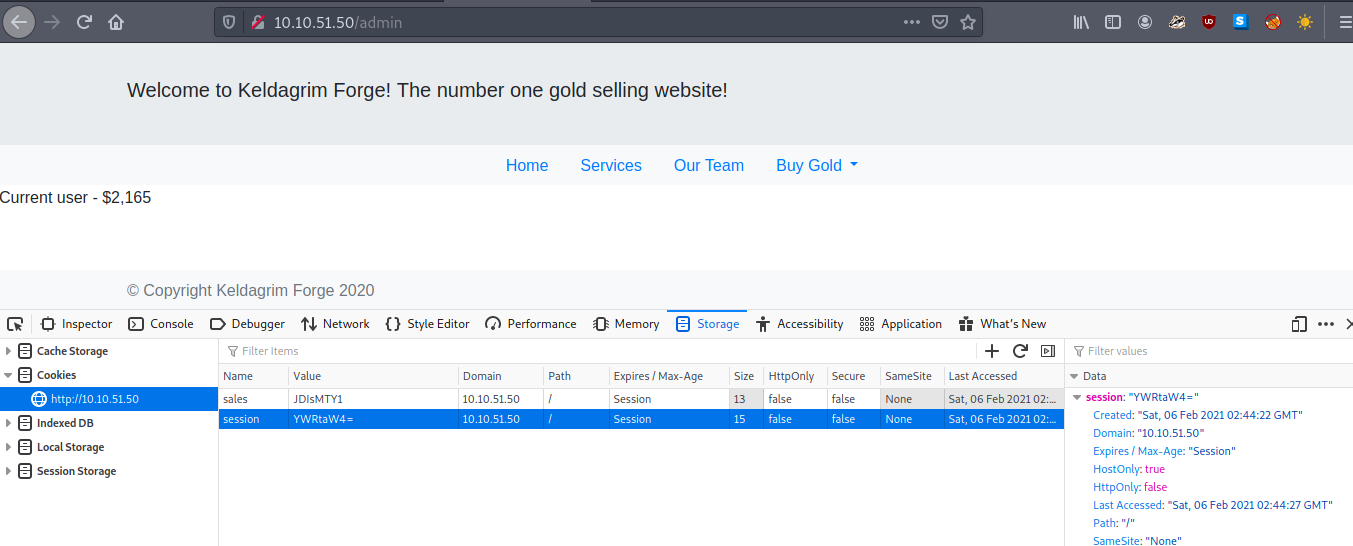 10.10.51.50/admin
Welcome to Keldagrim Forge! The number one gold selling website!
Home Services Our Team Buy Gold
Current user - $2,165
© Copyright Keldagrim Forge 2020
Inspector Console Debugger Network Style Editor Performance Memory Storage Accessibility Application What's New
Cache Storage
Cookies
http://10.10.51.50
Indexed DB
Local Storage
Session Storage
Filter Items
Name Value Domain Path Expires / Max-Age Size HttpOnly Secure SameSite Last Accessed
sales JDIsMTY1 10.10.51.50 / Session 13 false false None Sat, 06 Feb 2021 02:...
session YWRtaW4= 10.10.51.50 / Session 15 false false None Sat, 06 Feb 2021 02:...
Filter values
Data
session: "YWRtaW4="
Created: "Sat, 06 Feb 2021 02:44:22 GMT"
Domain: "10.10.51.50"
Expires / Max-Age: "Session"
HostOnly: true
HttpOnly: false
Last Accessed: "Sat, 06 Feb 2021 02:44:27 GMT"
Path: "/"
SameSite: "None"